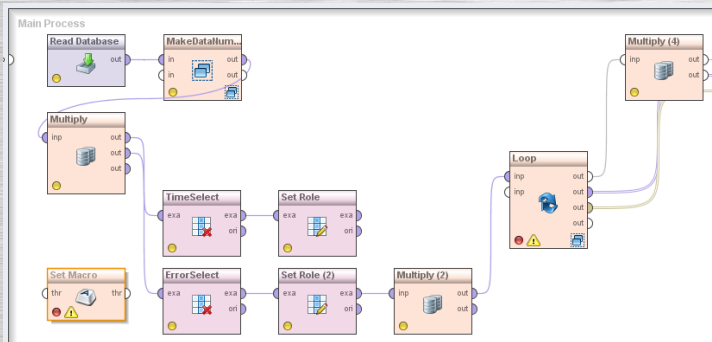 Main Process
Read Database
out
MakeDataNum...
in out
in out
Multiply (4)
inp out
out
Multiply
inp out
out
out
Loop
inp out
inp out
out
out
TimeSelect
exa exa
ori
Set Role
exa exa
ori
Set Macro
thr thr
ErrorSelect
exa exa
ori
Set Role (2)
exa exa
ori
Multiply (2)
inp out
out